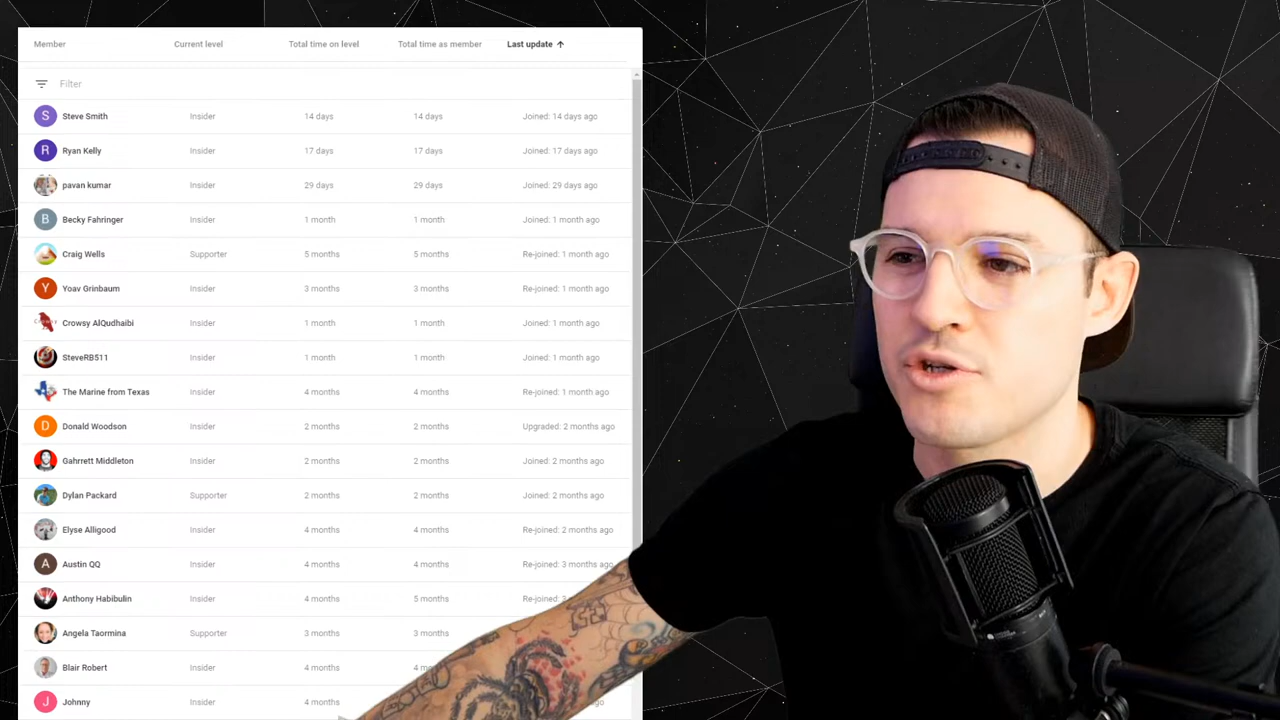 Member Current level Total time on level Total time as member Last update
Filter
S Steve Smith Insider 14 days 14 days Joined: 14 days ago
R Ryan Kelly Insider 17 days 17 days Joined: 17 days ago
pavan kumar Insider 29 days 29 days Joined: 29 days ago
B Becky Fahringer Insider 1 month 1 month Joined: 1 month ago
Craig Wells Supporter 5 months 5 months Re-joined: 1 month ago
Y Yoav Grinbaum Insider 3 months 3 months Re-joined: 1 month ago
Crowsy AlQudhaibi Insider 1 month 1 month Joined: 1 month ago
SteveRB511 Insider 1 month 1 month Joined: 1 month ago
The Marine from Texas Insider 4 months 4 months Re-joined: 1 month ago
D Donald Woodson Insider 2 months 2 months Upgraded: 2 months ago
Gahrrett Middleton Insider 2 months 2 months Joined: 2 months ago
Dylan Packard Supporter 2 months 2 months Joined: 2 months ago
Elyse Alligood Insider 4 months 4 months Re-joined: 2 months ago
A Austin QQ Insider 4 months 4 months Re-joined: 3 months ago
Anthony Habibulin Insider 4 months 5 months Re-joined:
Angela Taormina Supporter 3 months 3 months
Blair Robert Insider 4 months
J Johnny Insider 4 months ago